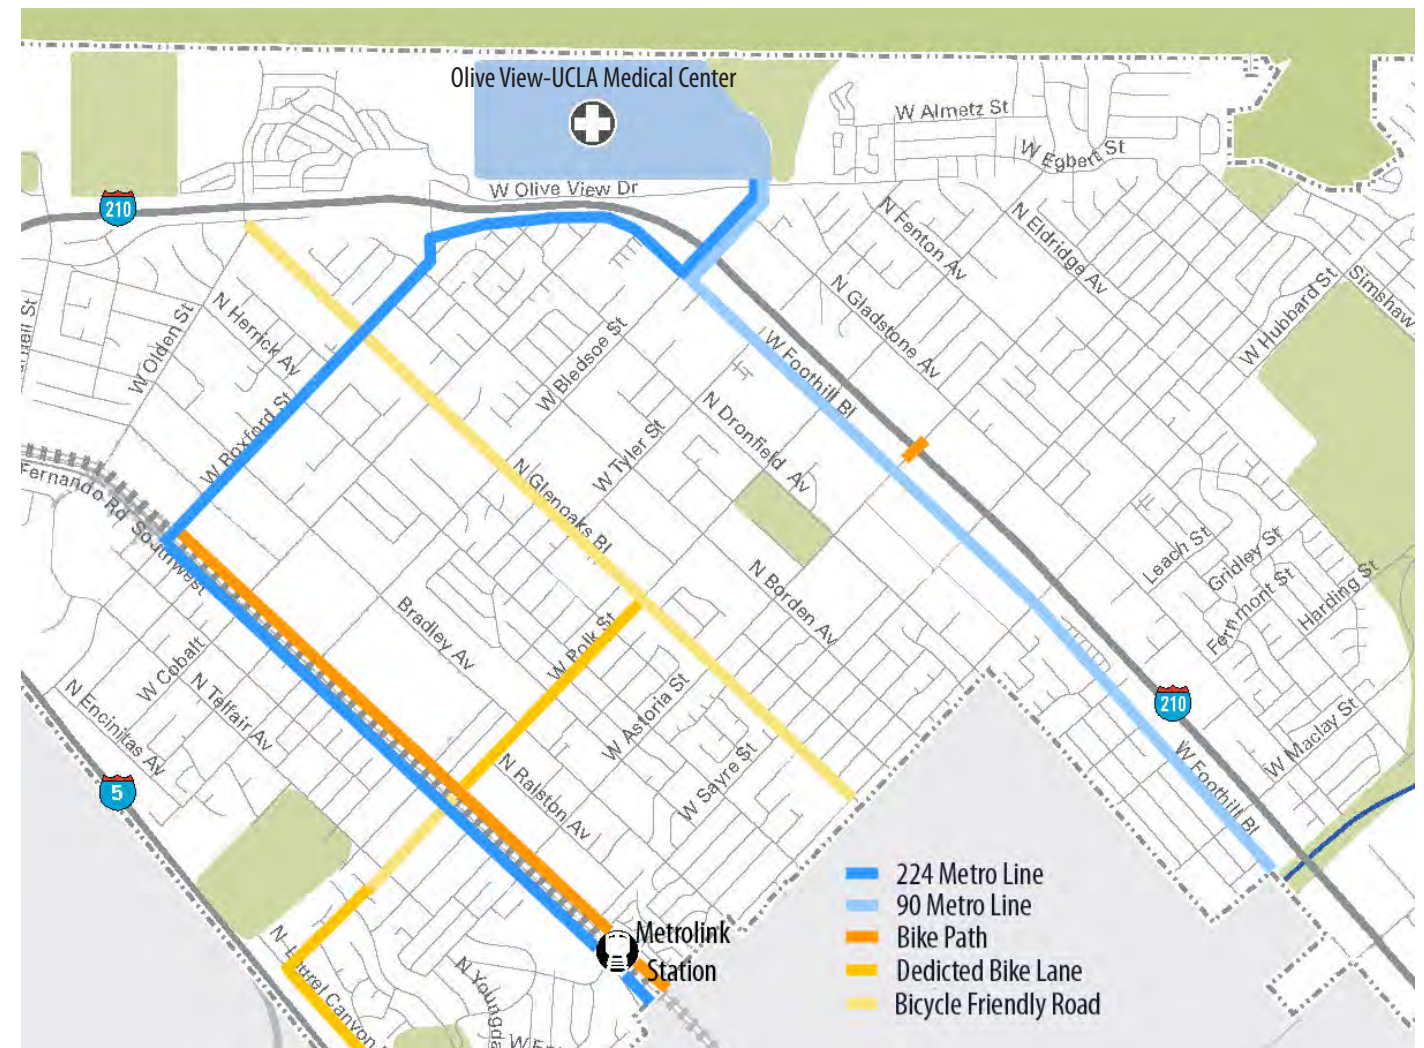 Olive View-UCLA Medical Center
W Almetz St
W Egbert St
W Olive View Dr
210
N Fenton Av
N Eldridge Av
N Gladstone Av
W Hubbard St
Simshaw
W Olden St
N Herrick Av
W Bledsoe St
W Foothill Bl
N Dronfield Av
W Roxford St
W Tyler St
N Glenoaks Bl
Fernando Rd Southwest
Leach St
Gridley St
Fernmont St
Harding St
N Borden Av
Bradley Av
W Polk St
W Cobalt
N Telfair Av
N Encinitas Av
W Astoria St
W Sayre St
N Ralston Av
210
W Maclay St
W Foothill Bl
5
224 Metro Line
90 Metro Line
Bike Path
Dedicted Bike Lane
Bicycle Friendly Road
Metrolink
Station
N Laurel Canyon
N Youngda